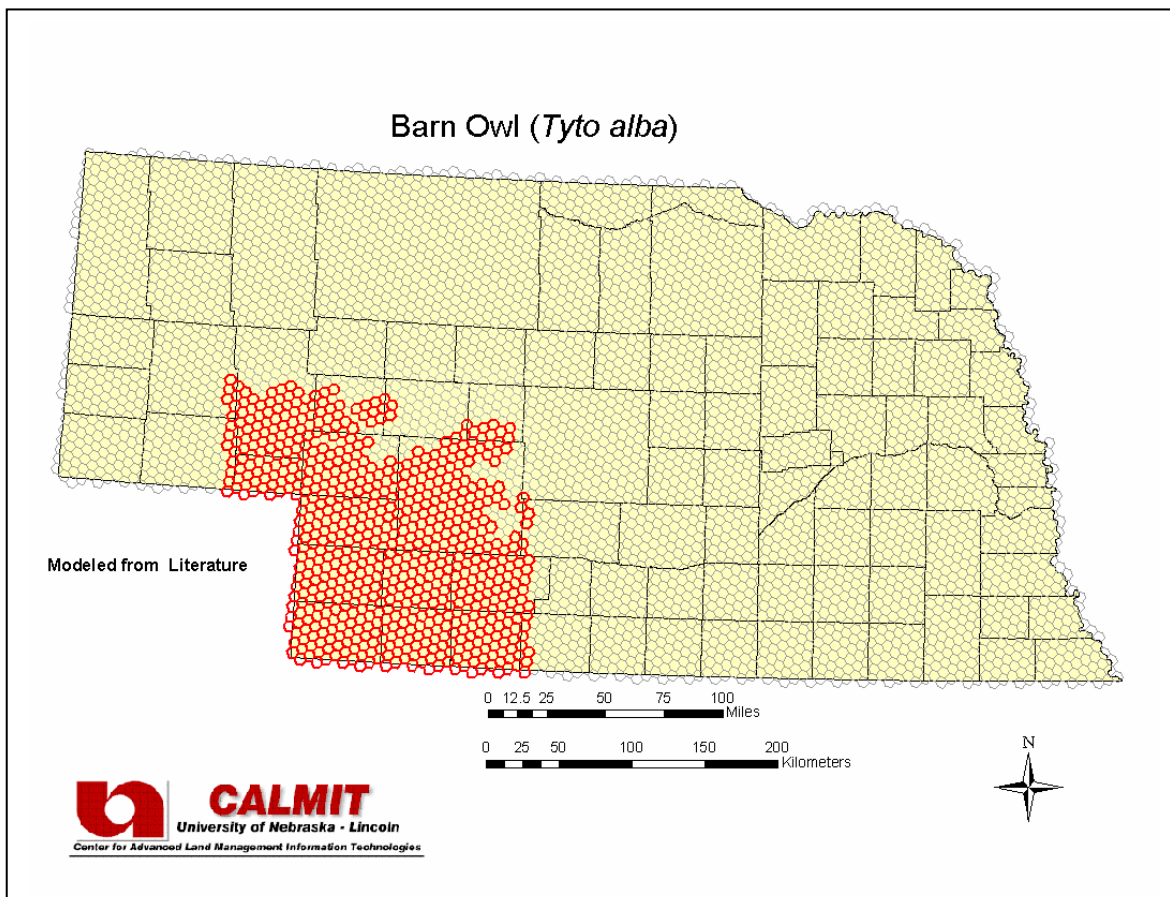 Barn Owl (Tyto alba)
Modeled from  Literature
0 12.5 25 50 75 100
Miles
0 25 50 100 150 200
Kilometers
N
CALMIT
University of Nebraska - Lincoln
Center for Advanced Land Management Information Technologies